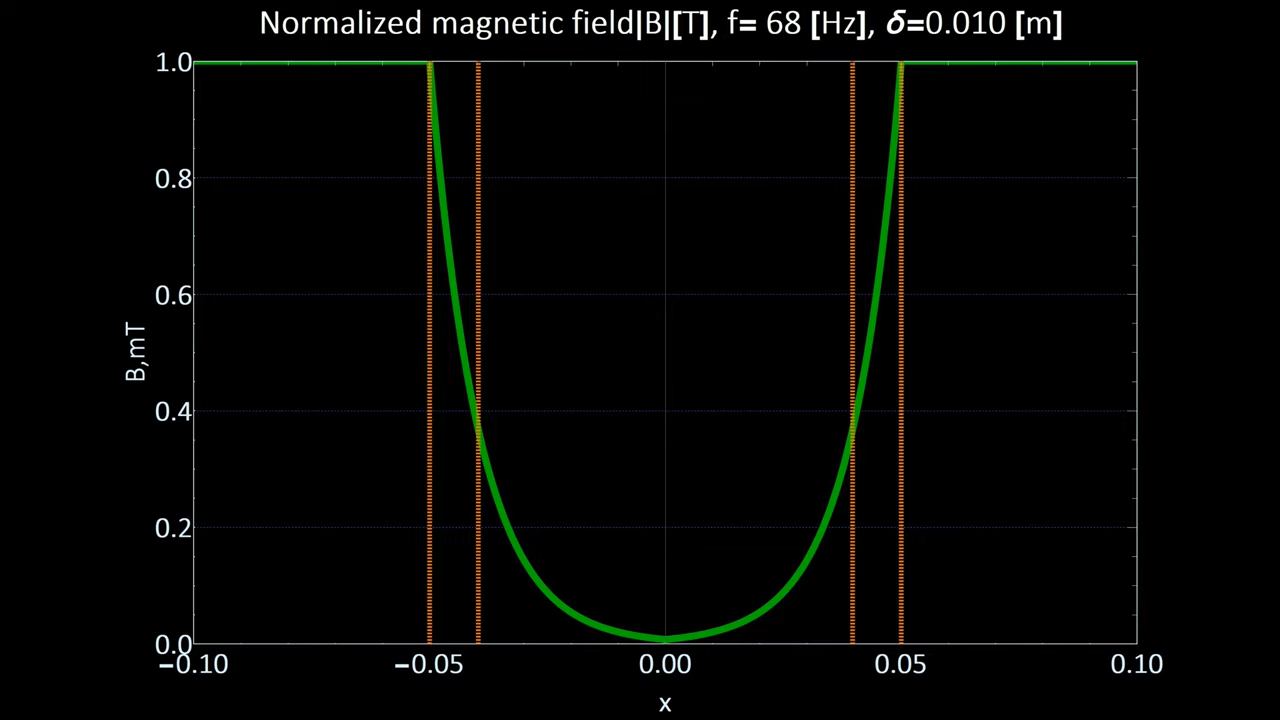 Normalized magnetic field|B|[T], f= 68 [Hz], δ=0.010 [m]
1.0
0.8
0.6
0.4
0.2
0.0
B,mT
−0.10 −0.05 0.00 0.05 0.10
x